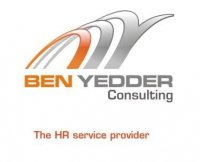 BEN YEDDER
Consulting
The HR service provider